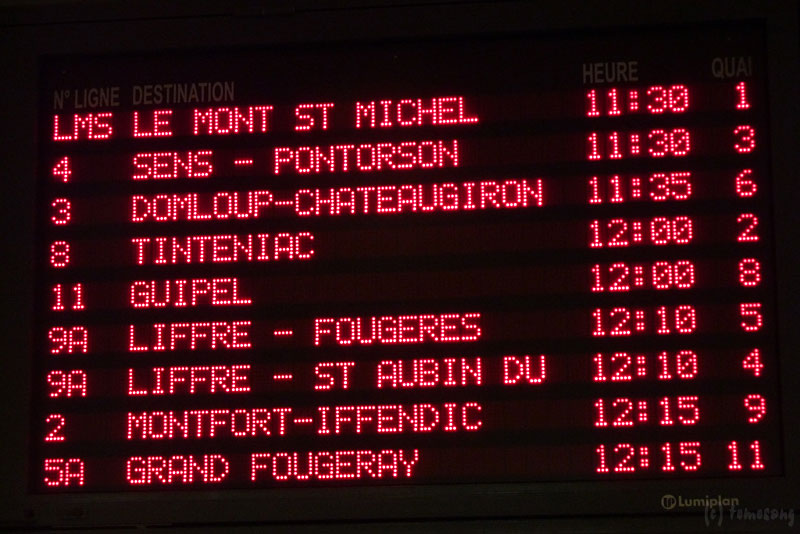 N° LIGNE DESTINATION HEURE QUAI
LMS LE MONT ST MICHEL 11:30 1
4 SENS - PONTORSON 11:30 3
3 DOMLOUP-CHATEAUGIRON 11:35 6
8 TINTENIAC 12:00 2
11 GUIPEL 12:00 8
9A LIFFRE - FOUGERES 12:10 5
9A LIFFRE - ST AUBIN DU 12:10 4
2 MONTFORT-IFFENDIC 12:15 9
5A GRAND FOUGERAY 12:15 11
Lumiplan
(c)